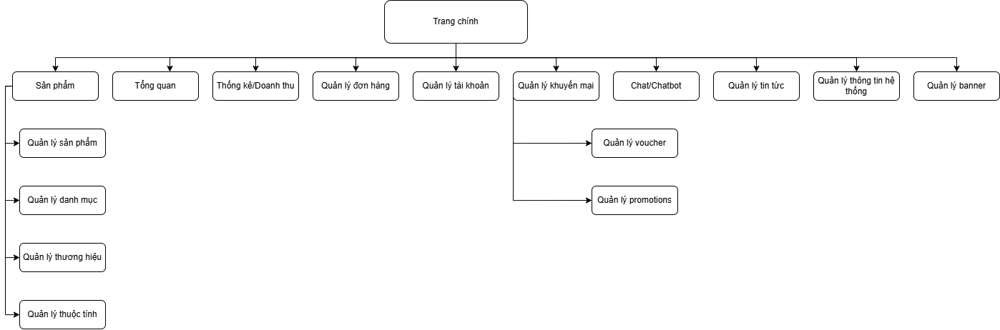 Trang chính
Sản phẩm
Tổng quan
Thống kê/Doanh thu
Quản lý đơn hàng
Quản lý tài khoản
Quản lý khuyến mại
Chat/Chatbot
Quản lý tin tức
Quản lý thông tin hệ
thống
Quản lý banner
Quản lý sản phẩm
Quản lý voucher
Quản lý danh mục
Quản lý promotions
Quản lý thương hiệu
Quản lý thuộc tính